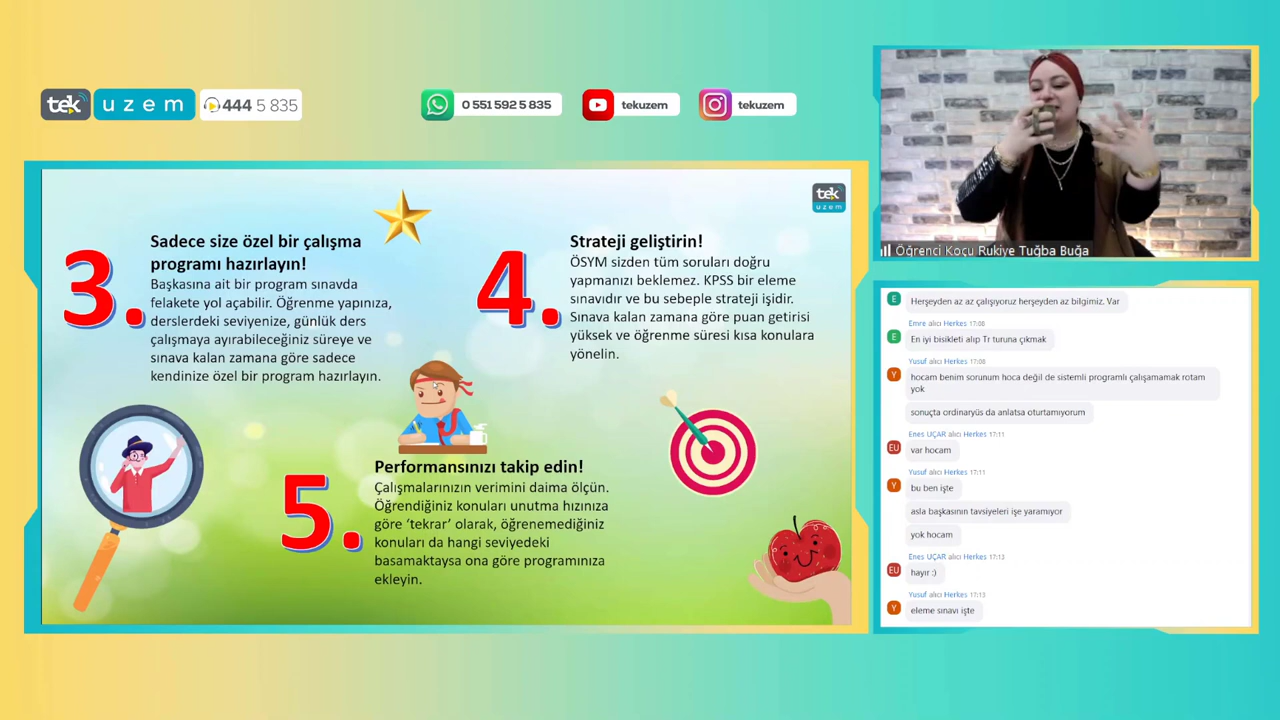 tek uzem 444 5 835
0 551 592 5 835
tekuzem
tekuzem
tek
uzem
3.
Sadece size özel bir çalışma
programı hazırlayın!
Başkasına ait bir program sınavda
felakete yol açabilir. Öğrenme yapınıza,
derslerdeki seviyenize, günlük ders
çalışmaya ayırabileceğiniz süreye ve
sınava kalan zamana göre sadece
kendinize özel bir program hazırlayın.
4.
Strateji geliştirin!
ÖSYM sizden tüm soruları doğru
yapmanızı beklemez. KPSS bir eleme
sınavıdır ve bu sebeple strateji işidir.
Sınava kalan zamana göre puan getirisi
yüksek ve öğrenme süresi kısa konulara
yönelin.
5.
Performansınızı takip edin!
Çalışmalarınızın verimini daima ölçün.
Öğrendiğiniz konuları unutma hızınıza
göre ‘tekrar’ olarak, öğrenemediğiniz
konuları da hangi seviyedeki
basamaktaysa ona göre programınıza
ekleyin.
Öğrenci Koçu Rukiye Tuğba Buğa
E
Herşeyden az az çalışıyoruz herşeyden az bilgimiz. Var
Emre alıcı Herkes 17:08
E
En iyi bisikleti alıp Tr turuna çıkmak
Yusuf alıcı Herkes 17:08
Y
hocam benim sorunum hoca değil de sistemli programlı çalışamamak rotam
yok
sonuçta ordinaryüs da anlatsa oturtamıyorum
Enes UÇAR alıcı Herkes 17:11
EU
var hocam
Yusuf alıcı Herkes 17:11
Y
bu ben işte
asla başkasının tavsiyeleri işe yaramıyor
yok hocam
Enes UÇAR alıcı Herkes 17:13
EU
hayır :)
Yusuf alıcı Herkes 17:13
Y
eleme sınavı işte